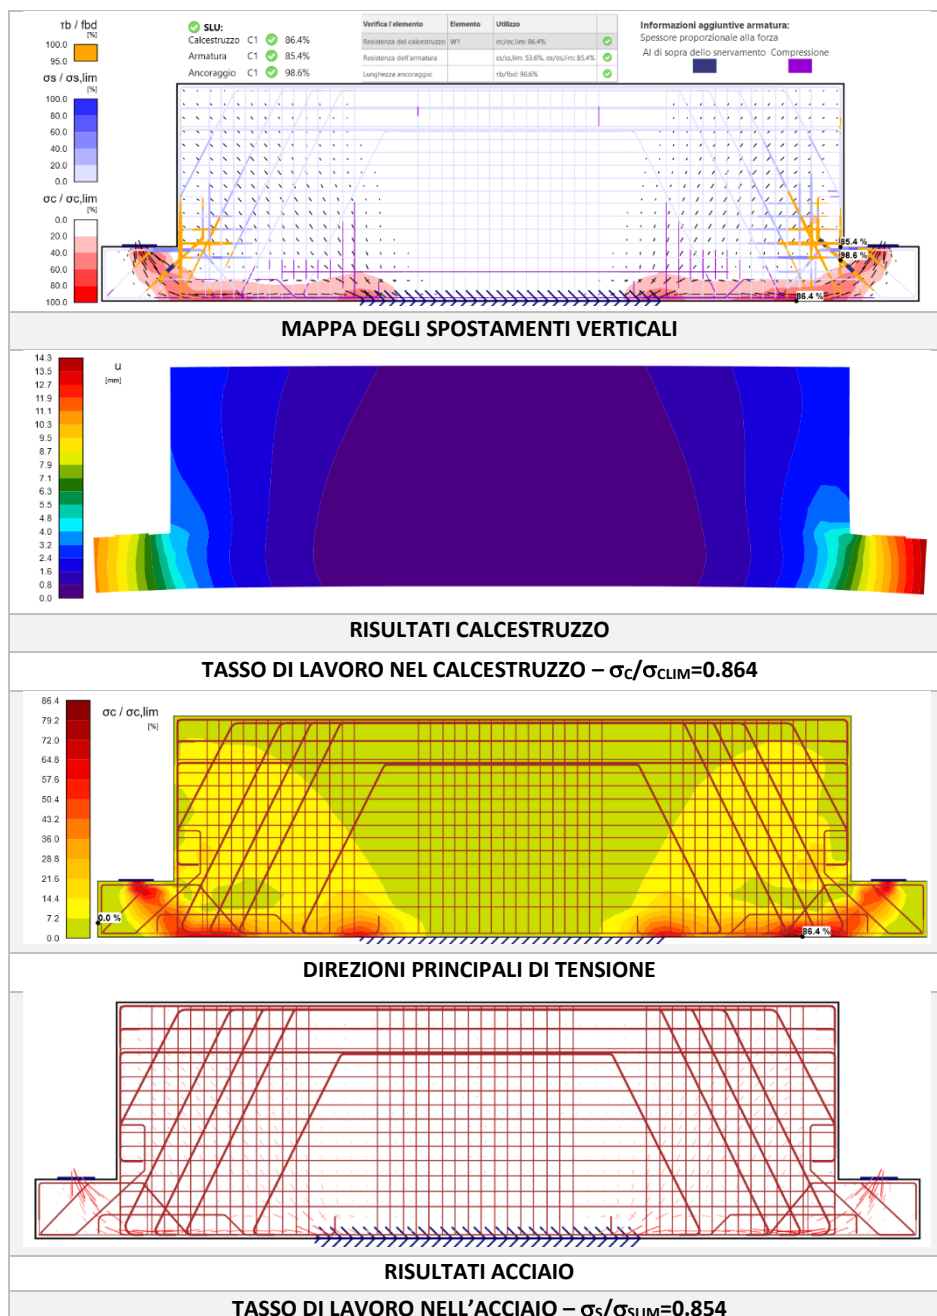 τb / fbd
[%]
100.0
95.0
σs / σs,lim
[%]
100.0
80.0
60.0
40.0
20.0
0.0
σc / σc,lim
[%]
0.0
20.0
40.0
60.0
80.0
100.0
SLU:
Calcestruzzo C1 86.4%
Armatura C1 85.4%
Ancoraggio C1 98.6%
Verifica l'elemento Elemento Utilizzo
Resistenza del calcestruzzo W1 σc/σc,lim: 86.4%
Resistenza dell'armatura εs/εs,lim: 53.6%, σs/σs,lim: 85.4%
Lunghezza ancoraggio τb/fbd: 98.6%
Informazioni aggiuntive armatura:
Spessore proporzionale alla forza
Al di sopra dello snervamento Compressione
85.4 %
98.6 %
86.4 %
MAPPA DEGLI SPOSTAMENTI VERTICALI
u
[mm]
14.3
13.5
12.7
11.9
11.1
10.3
9.5
8.7
7.9
7.1
6.3
5.5
4.8
4.0
3.2
2.4
1.6
0.8
0.0
RISULTATI CALCESTRUZZO
TASSO DI LAVORO NEL CALCESTRUZZO – σC/σCLIM=0.864
σc / σc,lim
[%]
86.4
79.2
72.0
64.8
57.6
50.4
43.2
36.0
28.8
21.6
14.4
7.2
0.0
0.0 %
86.4 %
DIREZIONI PRINCIPALI DI TENSIONE
RISULTATI ACCIAIO
TASSO DI LAVORO NELL’ACCIAIO – σS/σSLIM=0.854